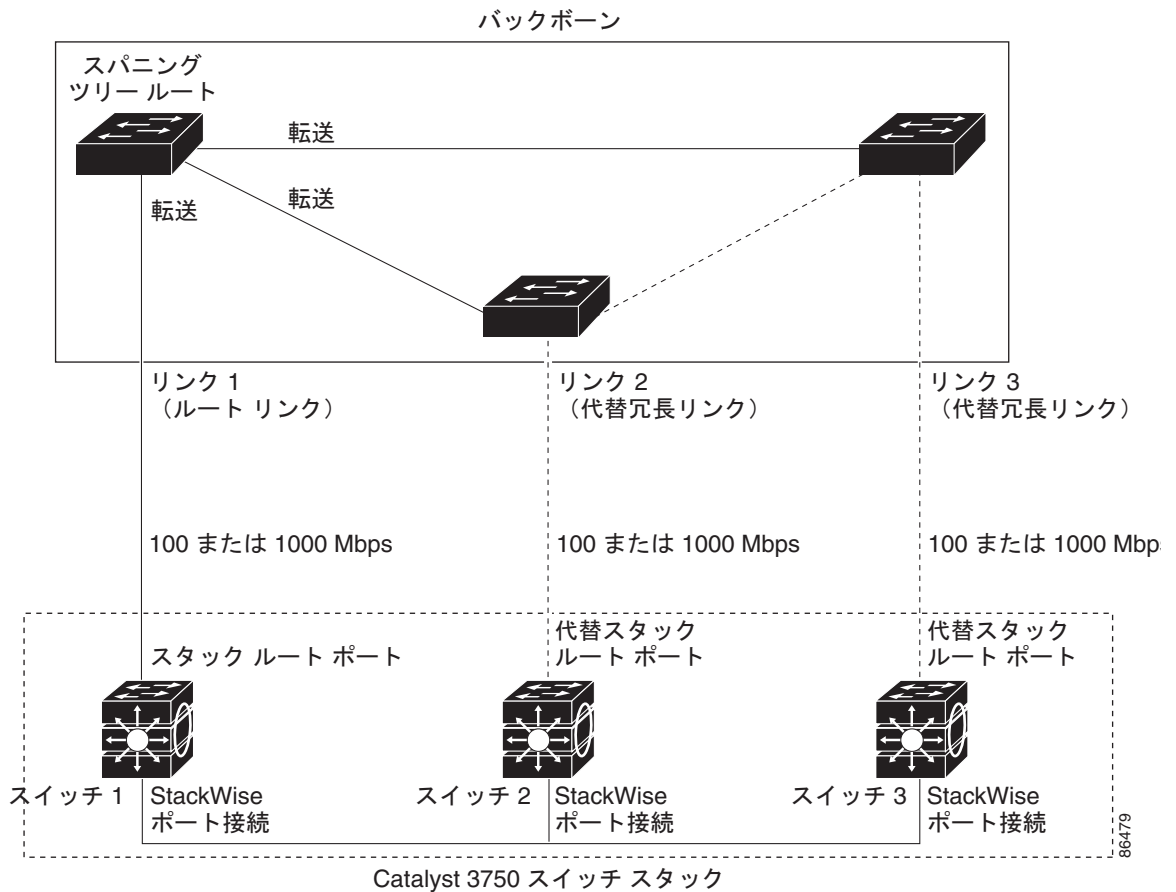 バックボーン
スパニング
ツリー ルート
転送
転送
転送
リンク 1
（ルート リンク）
リンク 2
（代替冗長リンク）
リンク 3
（代替冗長リンク）
100 または 1000 Mbps
100 または 1000 Mbps
100 または 1000 Mbp
スタック ルート ポート
代替スタック
ルート ポート
代替スタック
ルート ポート
スイッチ 1
StackWise
ポート接続
スイッチ 2
StackWise
ポート接続
スイッチ 3
StackWise
ポート接続
86479
Catalyst 3750 スイッチ スタック